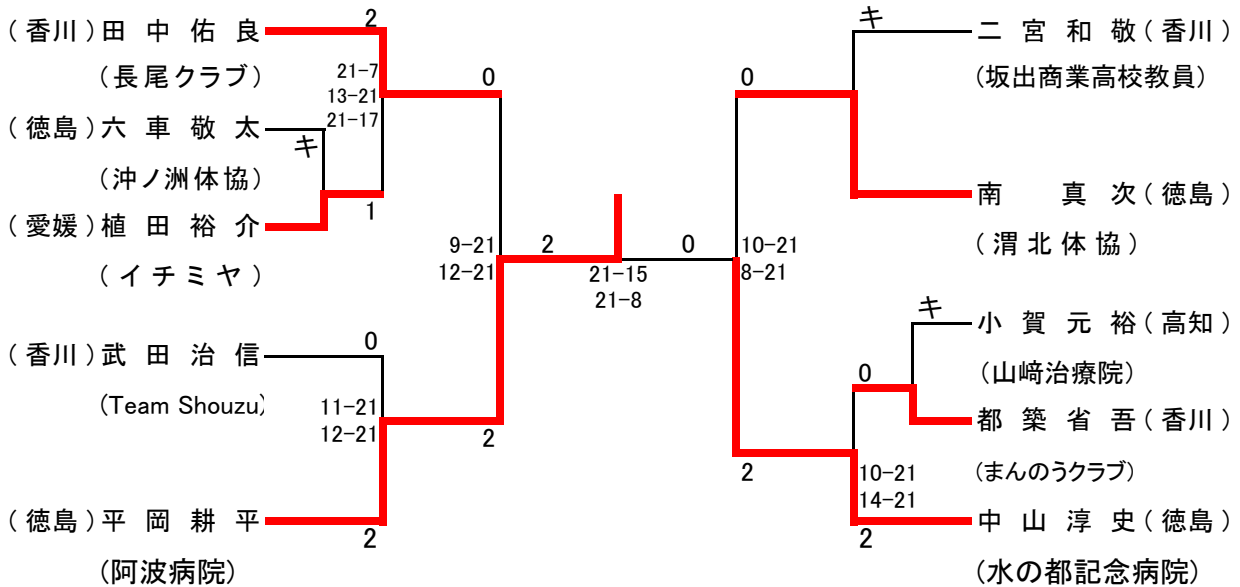 2
(香川)田中佑良
(長尾クラブ)
21-7
13-21
21-17
(徳島)六車敬太
キ
(沖ノ洲体協)
1
(愛媛)植田裕介
(イチミヤ)
0
9-21
12-21
2
(香川)武田治信
0
(Team Shouzu)
11-21
12-21
2
(徳島)平岡耕平
2
(阿波病院)
21-15
21-8
キ
二宮和敬(香川)
(坂出商業高校教員)
0
南真次(徳島)
(渭北体協)
0
10-21
8-21
キ
小賀元裕(高知)
(山﨑治療院)
0
都築省吾(香川)
(まんのうクラブ)
2
10-21
14-21
中山淳史(徳島)
2
(水の都記念病院)